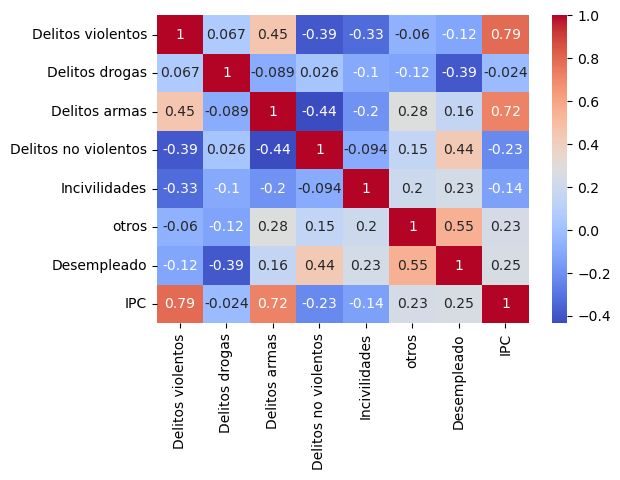 Delitos violentos 1 0.067 0.45 -0.39 -0.33 -0.06 -0.12 0.79
Delitos drogas 0.067 1 -0.089 0.026 -0.1 -0.12 -0.39 -0.024
Delitos armas 0.45 -0.089 1 -0.44 -0.2 0.28 0.16 0.72
Delitos no violentos -0.39 0.026 -0.44 1 -0.094 0.15 0.44 -0.23
Incivilidades -0.33 -0.1 -0.2 -0.094 1 0.2 0.23 -0.14
otros -0.06 -0.12 0.28 0.15 0.2 1 0.55 0.23
Desempleado -0.12 -0.39 0.16 0.44 0.23 0.55 1 0.25
IPC 0.79 -0.024 0.72 -0.23 -0.14 0.23 0.25 1
Delitos violentos
Delitos drogas
Delitos armas
Delitos no violentos
Incivilidades
otros
Desempleado
IPC
1.0
0.8
0.6
0.4
0.2
0.0
−0.2
−0.4